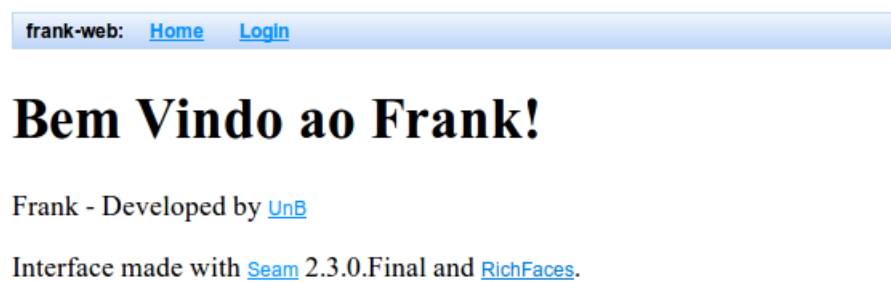 frank-web: Home Login
Bem Vindo ao Frank!
Frank - Developed by UnB
Interface made with Seam 2.3.0.Final and RichFaces.